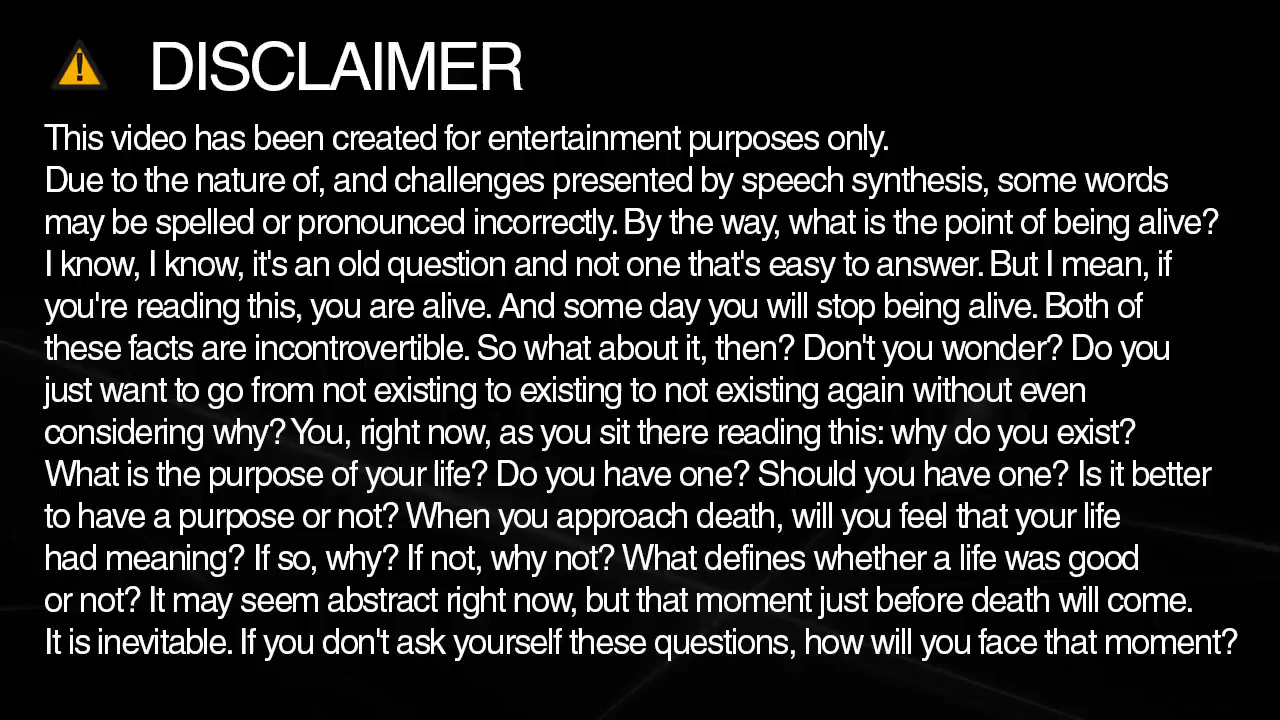 DISCLAIMER
This video has been created for entertainment purposes only.
Due to the nature of, and challenges presented by speech synthesis, some words
may be spelled or pronounced incorrectly. By the way, what is the point of being alive?
I know, I know, it's an old question and not one that's easy to answer. But I mean, if
you're reading this, you are alive. And some day you will stop being alive. Both of
these facts are incontrovertible. So what about it, then? Don't you wonder? Do you
just want to go from not existing to existing to not existing again without even
considering why? You, right now, as you sit there reading this: why do you exist?
What is the purpose of your life? Do you have one? Should you have one? Is it better
to have a purpose or not? When you approach death, will you feel that your life
had meaning? If so, why? If not, why not? What defines whether a life was good
or not? It may seem abstract right now, but that moment just before death will come.
It is inevitable. If you don't ask yourself these questions, how will you face that moment?